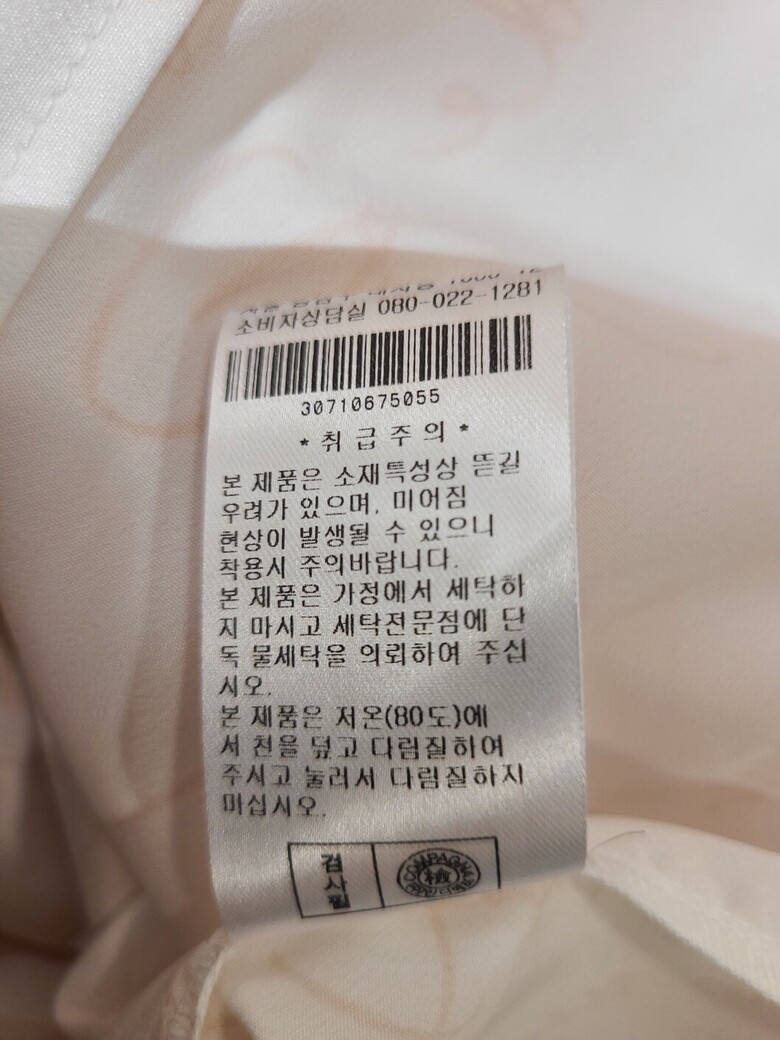 소비자상담실 080-022-1281
30710675055
*취급주의*
본 제품은 소재특성상 뜯길
우려가 있으며, 미어짐
현상이 발생될 수 있으니
착용시 주의바랍니다.
본 제품은 가정에서 세탁하
지 마시고 세탁전문점에 단
독 물세탁을 의뢰하여 주십
시오.
본 제품은 저온(80도)에
서 천을 덮고 다림질하여
주시고 눌러서 다림질하지
마십시오.
검사필
COMPAGNA
檢